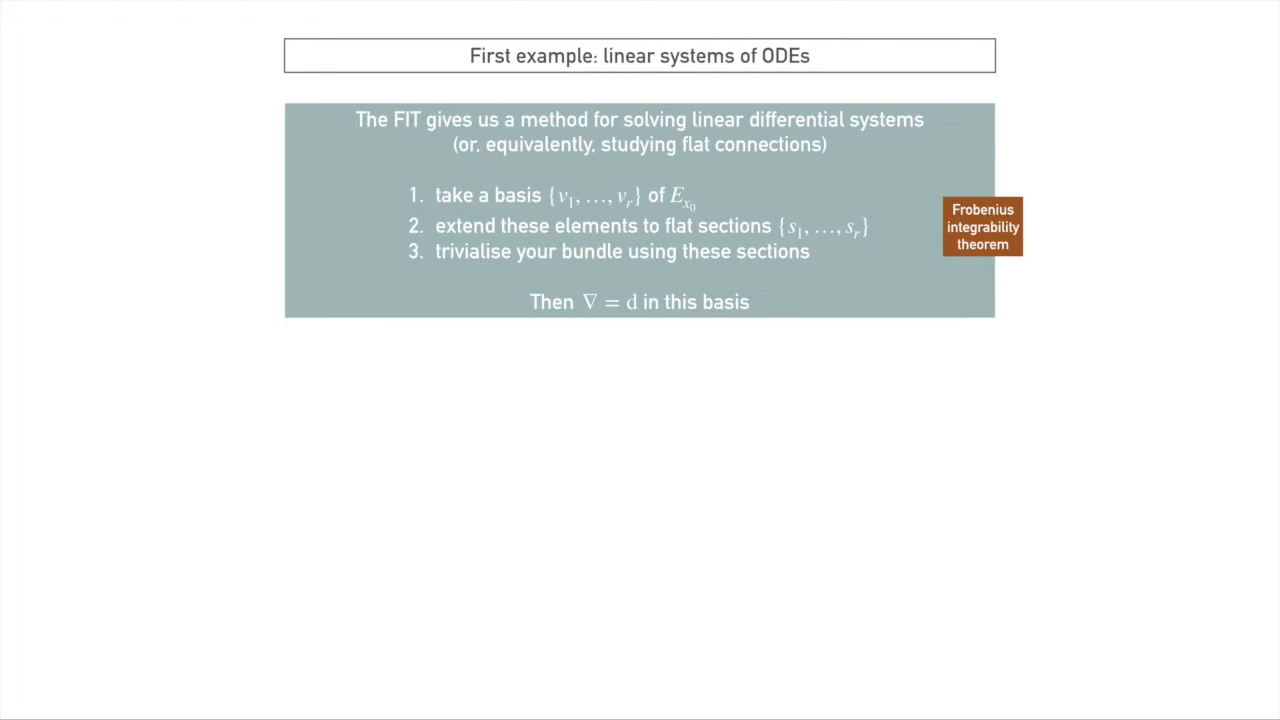 First example: linear systems of ODEs
The FIT gives us a method for solving linear differential systems
(or, equivalently, studying flat connections)
1. take a basis {v₁, …, vᵣ} of Eₓ₀
2. extend these elements to flat sections {s₁, …, sᵣ}
3. trivialise your bundle using these sections
Then ∇ = d in this basis
Frobenius
integrability
theorem